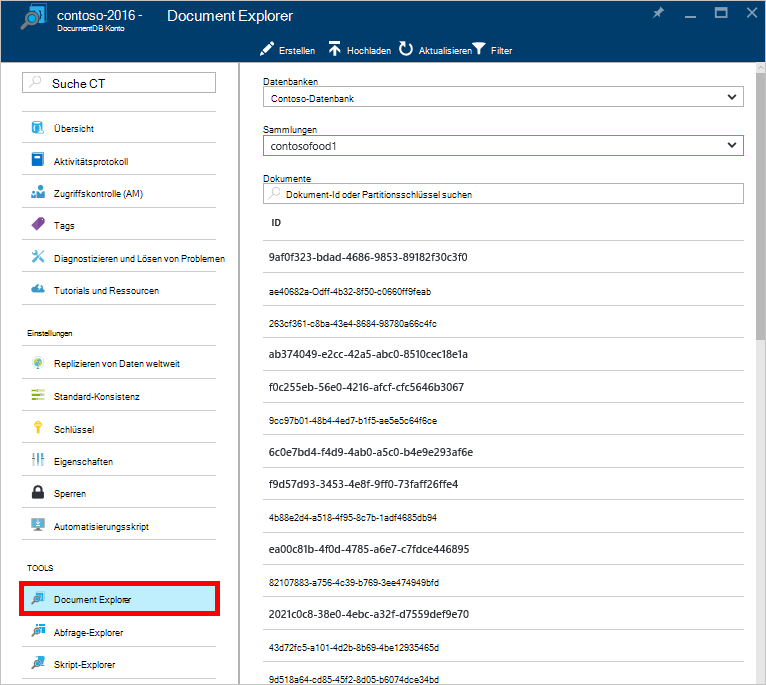 contoso-2016 -
DocumentDB Konto
Document Explorer
Erstellen
Hochladen
Aktualisieren
Filter
Suche CT
Übersicht
Aktivitätsprotokoll
Zugriffskontrolle (AM)
Tags
Diagnostizieren und Lösen von Problemen
Tutorials und Ressourcen
Einstellungen
Replizieren von Daten weltweit
Standard-Konsistenz
Schlüssel
Eigenschaften
Sperren
Automatisierungsskript
TOOLS
Document Explorer
Abfrage-Explorer
Skript-Explorer
Datenbanken
Contoso-Datenbank
Sammlungen
contosofood1
Dokumente
Dokument-Id oder Partitionsschlüssel suchen
ID
9af0f323-bdad-4686-9853-89182f30c3f0
ae40682a-0dff-4b32-8f50-c0660ff9feab
263cf361-c8ba-43e4-8684-98780a66c4fc
ab374049-e2cc-42a5-abc0-8510cec18e1a
f0c255eb-56e0-4216-afcf-cfc5646b3067
9cc97b01-48b4-4ed7-b1f5-ae5e5c64f6ce
6c0e7bd4-f4d9-4ab0-a5c0-b4e9e293af6e
f9d57d93-3453-4e8f-9ff0-73faff26ffe4
4b88e2d4-a518-4f95-8c7b-1adf4685db94
ea00c81b-4f0d-4785-a6e7-c7fdce446895
82107883-a756-4c39-b769-3ee474949bfd
2021c0c8-38e0-4ebc-a32f-d7559def9e70
43d72fc5-a101-4d2b-8b69-4be12935465d
9d518a64-cd85-45f2-8d05-b6074dce34bd